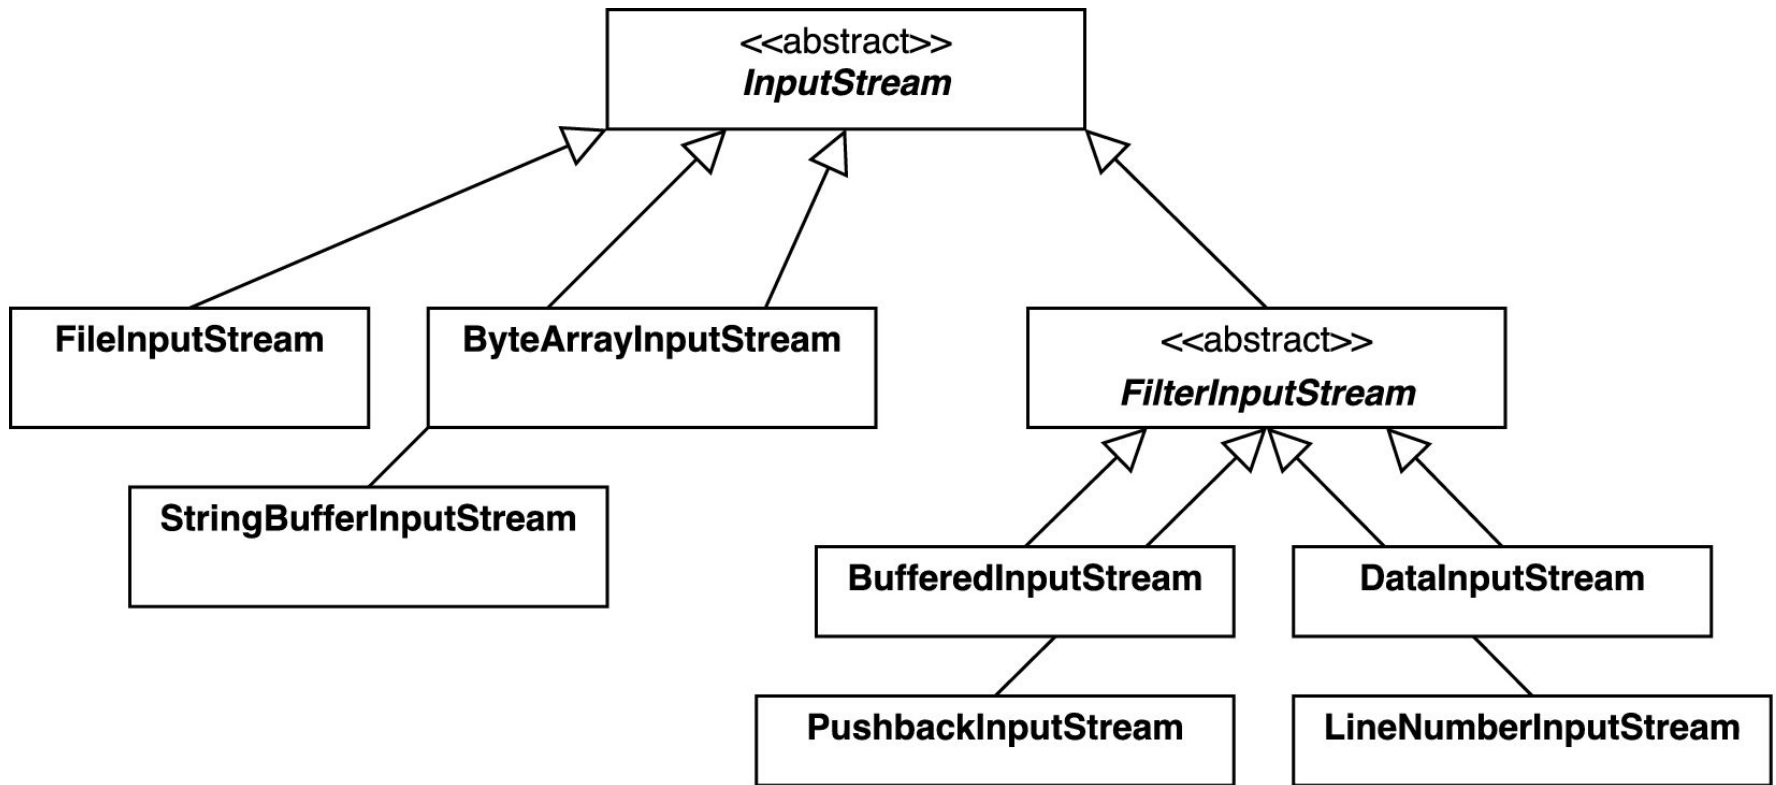 <<abstract>>
InputStream
FileInputStream
ByteArrayInputStream
<<abstract>>
FilterInputStream
StringBufferInputStream
BufferedInputStream
DataInputStream
PushbackInputStream
LineNumberInputStream